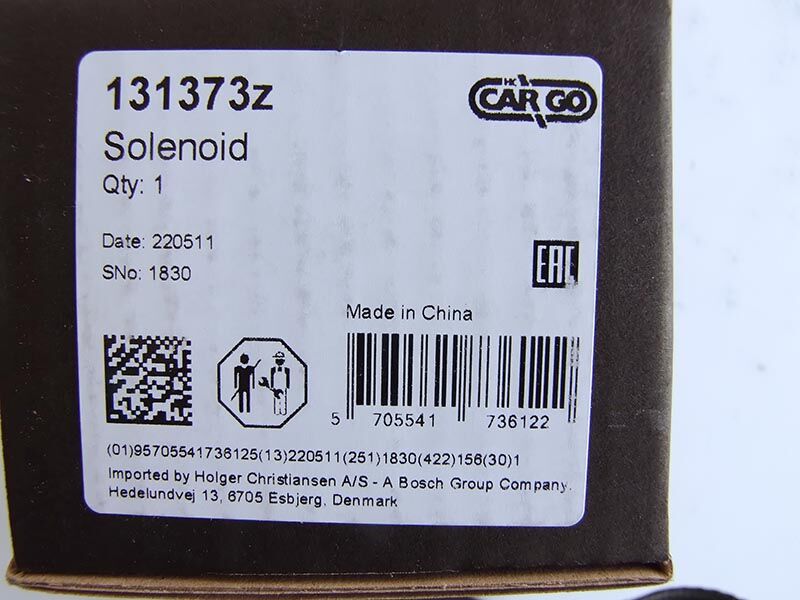 131373z
HC
CARGO
Solenoid
Qty: 1
Date: 220511
SNo: 1830
EAC
Made in China
5 705541 736122
(01)95705541736125(13)220511(251)1830(422)156(30)1
Imported by Holger Christiansen A/S - A Bosch Group Company.
Hedelundvej 13, 6705 Esbjerg, Denmark